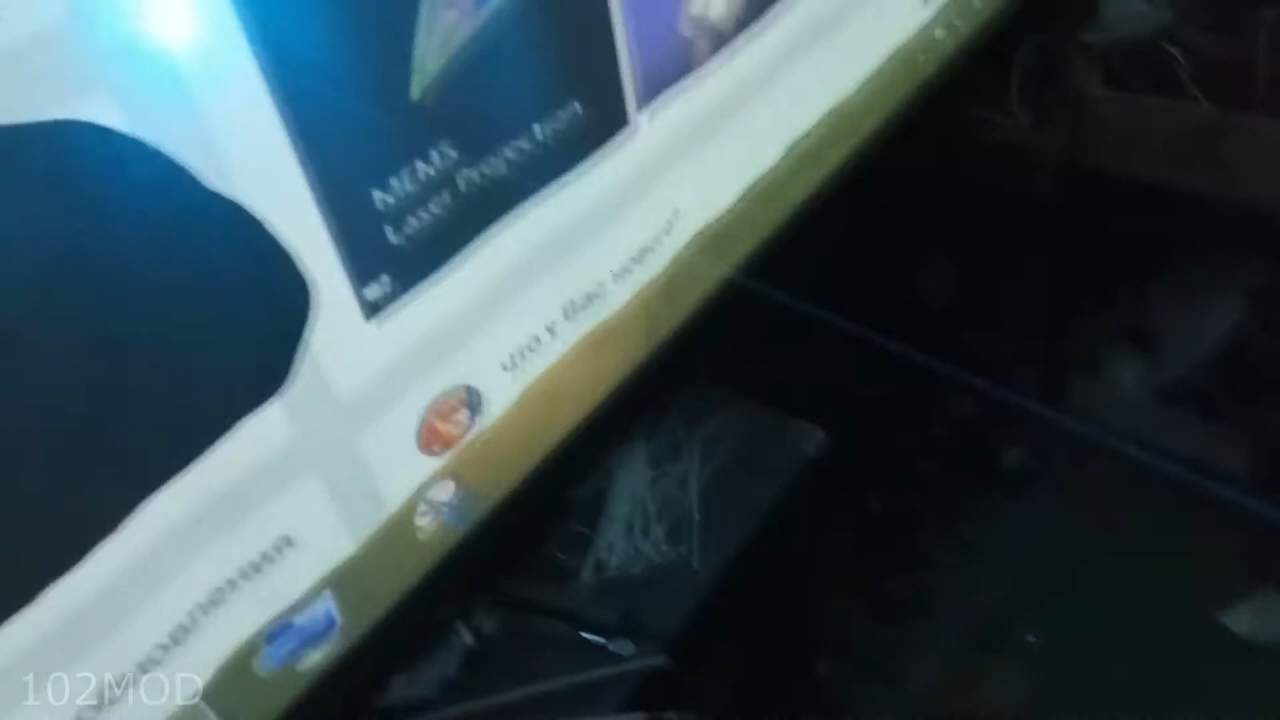 MEMS
Laser Projection
Что у Вас нового?
102MOD